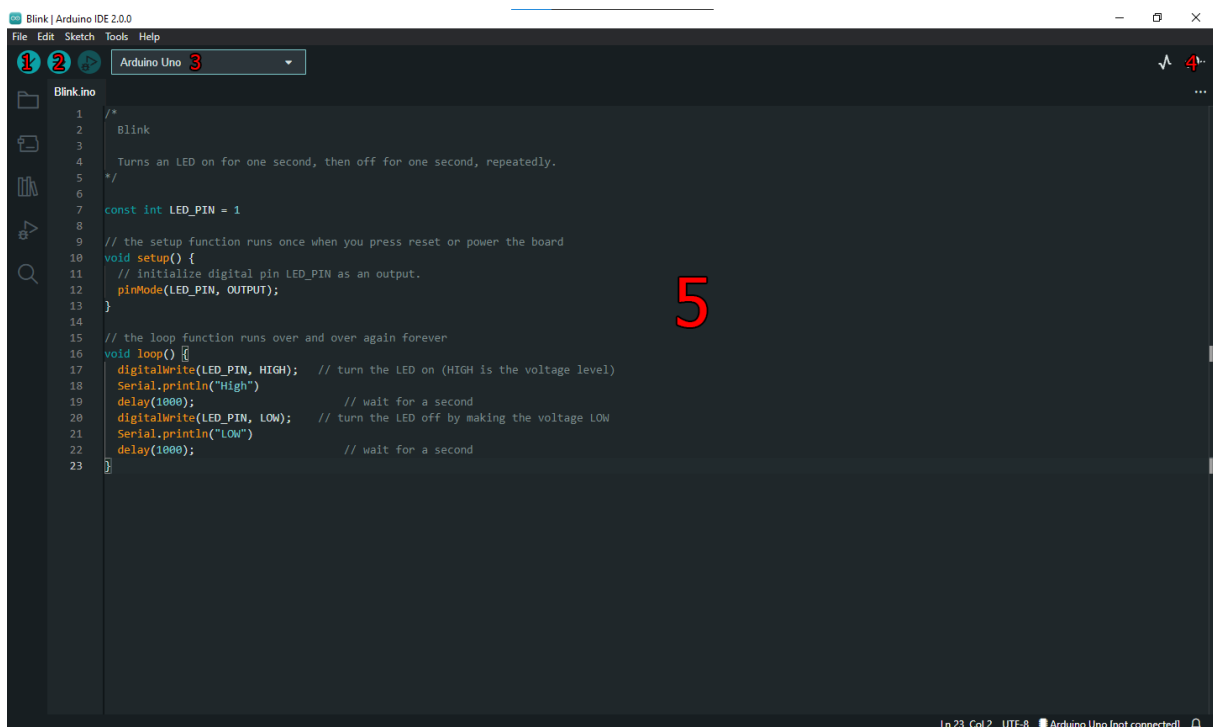 Blink | Arduino IDE 2.0.0
File Edit Sketch Tools Help
1 2 Arduino Uno 3 4
Blink.ino
1 /*
2 Blink
3
4 Turns an LED on for one second, then off for one second, repeatedly.
5 */
6
7 const int LED_PIN = 1
8
9 // the setup function runs once when you press reset or power the board
10 void setup() {
11 // initialize digital pin LED_PIN as an output.
12 pinMode(LED_PIN, OUTPUT);
13 }
14
15 // the loop function runs over and over again forever
16 void loop() {
17 digitalWrite(LED_PIN, HIGH); // turn the LED on (HIGH is the voltage level)
18 Serial.println("High")
19 delay(1000); // wait for a second
20 digitalWrite(LED_PIN, LOW); // turn the LED off by making the voltage LOW
21 Serial.println("LOW")
22 delay(1000); // wait for a second
23 }
5
Ln 23, Col 2 UTF-8 Arduino Uno [not connected]